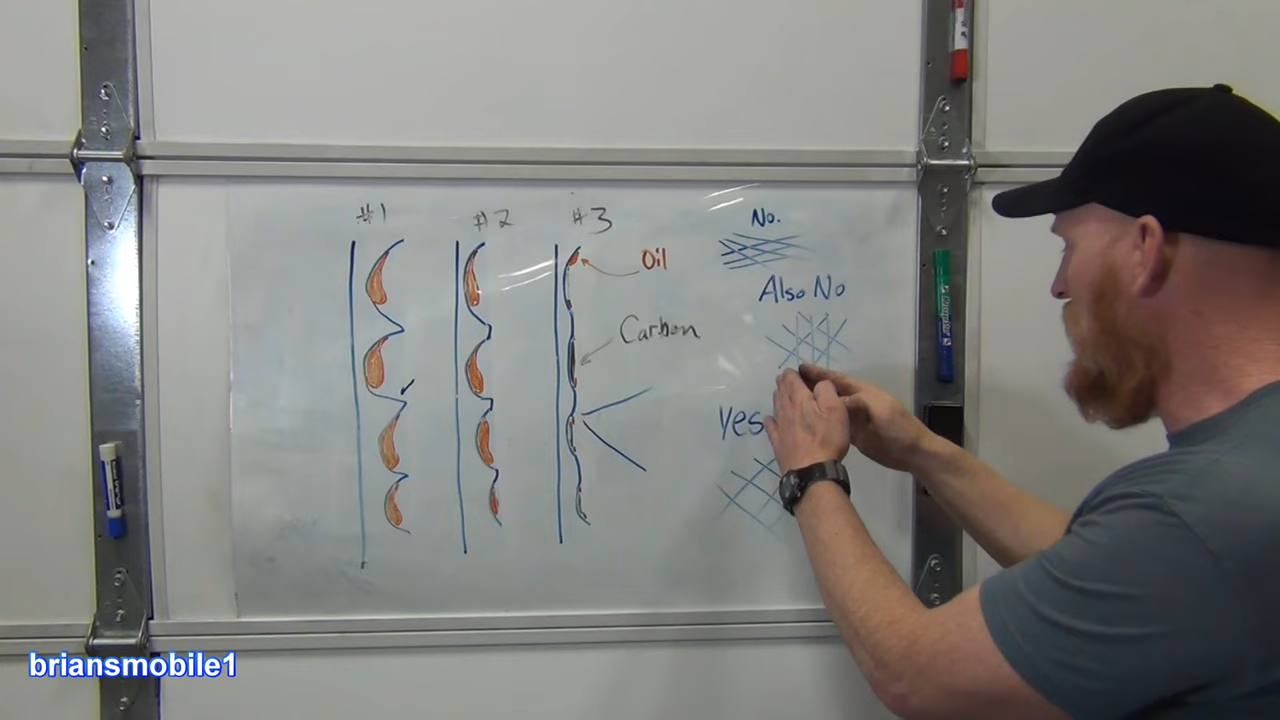 #1
#2
#3
Oil
Carbon
No.
Also No
Yes
briansmobile1